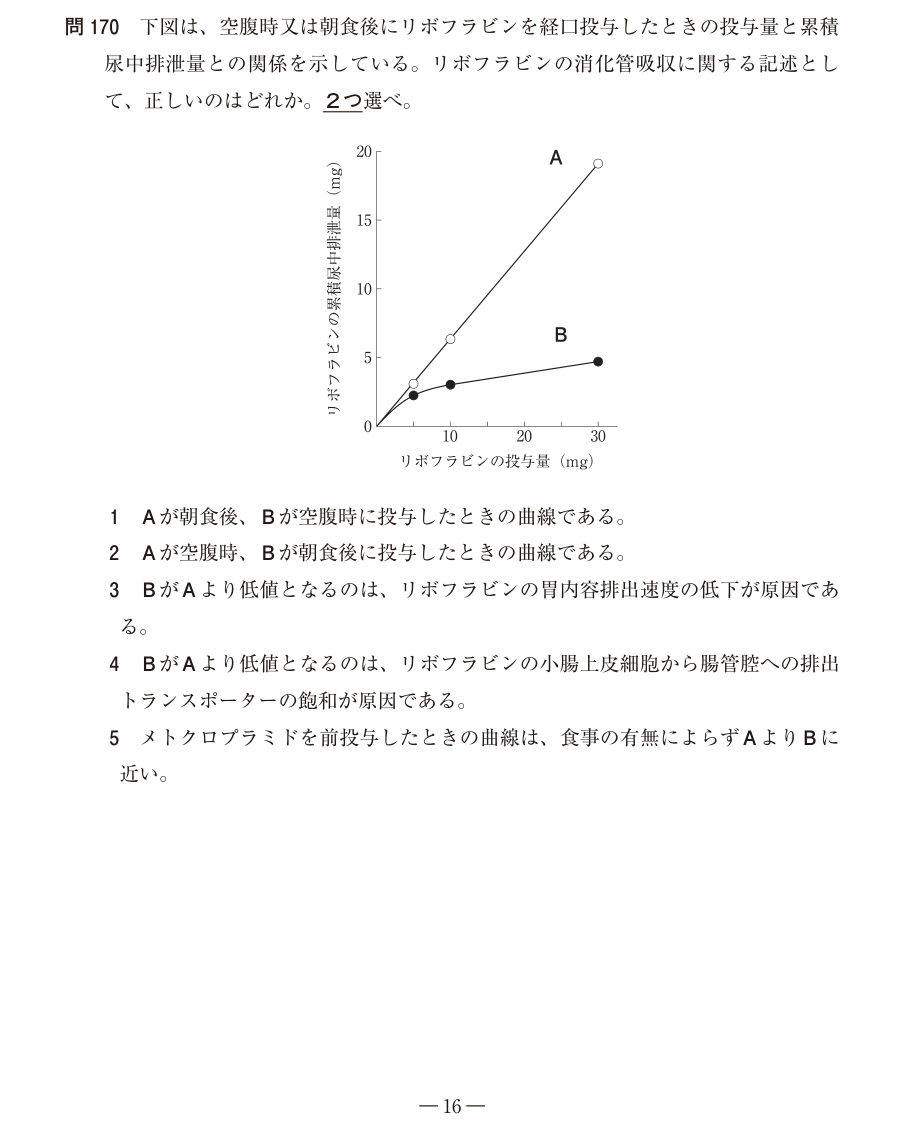 問 170　下図は、空腹時又は朝食後にリボフラビンを経口投与したときの投与量と累積
尿中排泄量との関係を示している。リボフラビンの消化管吸収に関する記述とし
て、正しいのはどれか。２つ選べ。
リボフラビンの累積尿中排泄量（mg）
20
15
10
5
0
A
B
10　20　30
リボフラビンの投与量（mg）
1　Aが朝食後、Bが空腹時に投与したときの曲線である。
2　Aが空腹時、Bが朝食後に投与したときの曲線である。
3　BがAより低値となるのは、リボフラビンの胃内容排出速度の低下が原因であ
る。
4　BがAより低値となるのは、リボフラビンの小腸上皮細胞から腸管腔への排出
トランスポーターの飽和が原因である。
5　メトクロプラミドを前投与したときの曲線は、食事の有無によらずAよりBに
近い。
― 16 ―